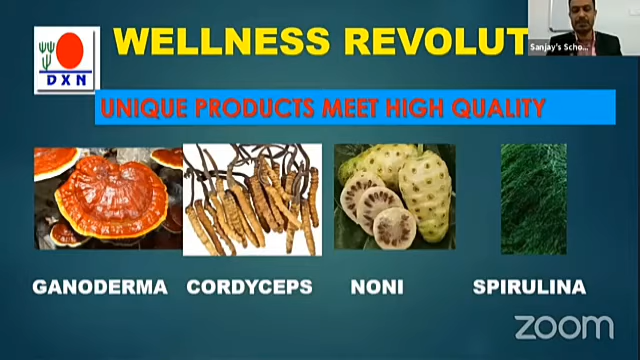 WELLNESS REVOLUT
Sanjay's Scho...
DXN
UNIQUE PRODUCTS MEET HIGH QUALITY
GANODERMA
CORDYCEPS
NONI
SPIRULINA
zoom